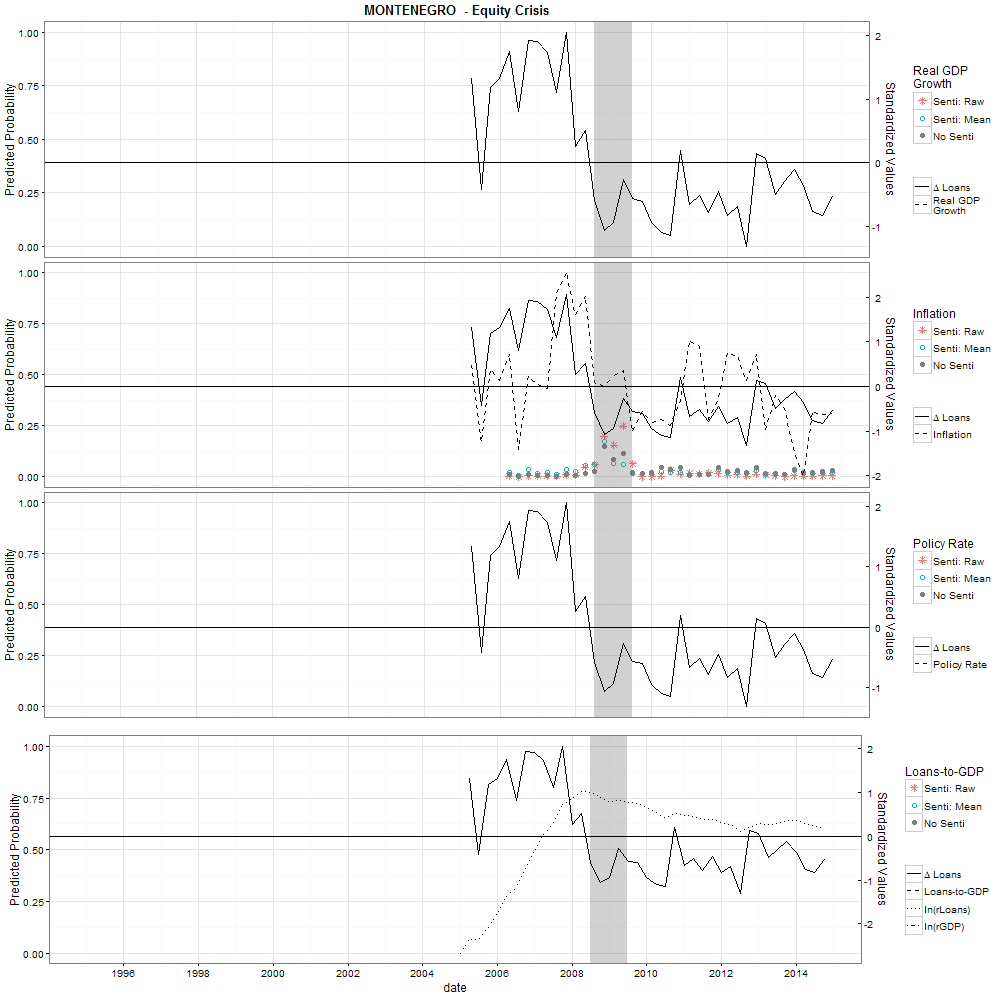 MONTENEGRO - Equity Crisis
Predicted Probability
1.00
0.75
0.50
0.25
0.00
2
1
0
-1
Standardized Values
Real GDP
Growth
Senti: Raw
Senti: Mean
No Senti
Δ Loans
Real GDP
Growth
Predicted Probability
1.00
0.75
0.50
0.25
0.00
2
1
0
-1
-2
Standardized Values
Inflation
Senti: Raw
Senti: Mean
No Senti
Δ Loans
Inflation
Predicted Probability
1.00
0.75
0.50
0.25
0.00
2
1
0
-1
Standardized Values
Policy Rate
Senti: Raw
Senti: Mean
No Senti
Δ Loans
Policy Rate
Predicted Probability
1.00
0.75
0.50
0.25
0.00
2
1
0
-1
-2
Standardized Values
Loans-to-GDP
Senti: Raw
Senti: Mean
No Senti
Δ Loans
Loans-to-GDP
ln(rLoans)
ln(rGDP)
1996 1998 2000 2002 2004 2006 2008 2010 2012 2014
date